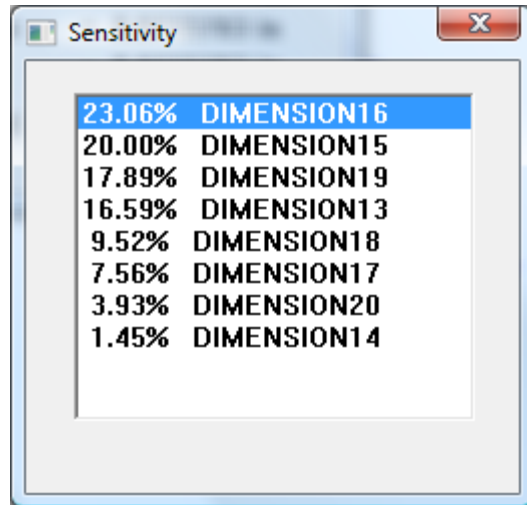 Sensitivity
23.06% DIMENSION16
20.00% DIMENSION15
17.89% DIMENSION19
16.59% DIMENSION13
9.52% DIMENSION18
7.56% DIMENSION17
3.93% DIMENSION20
1.45% DIMENSION14